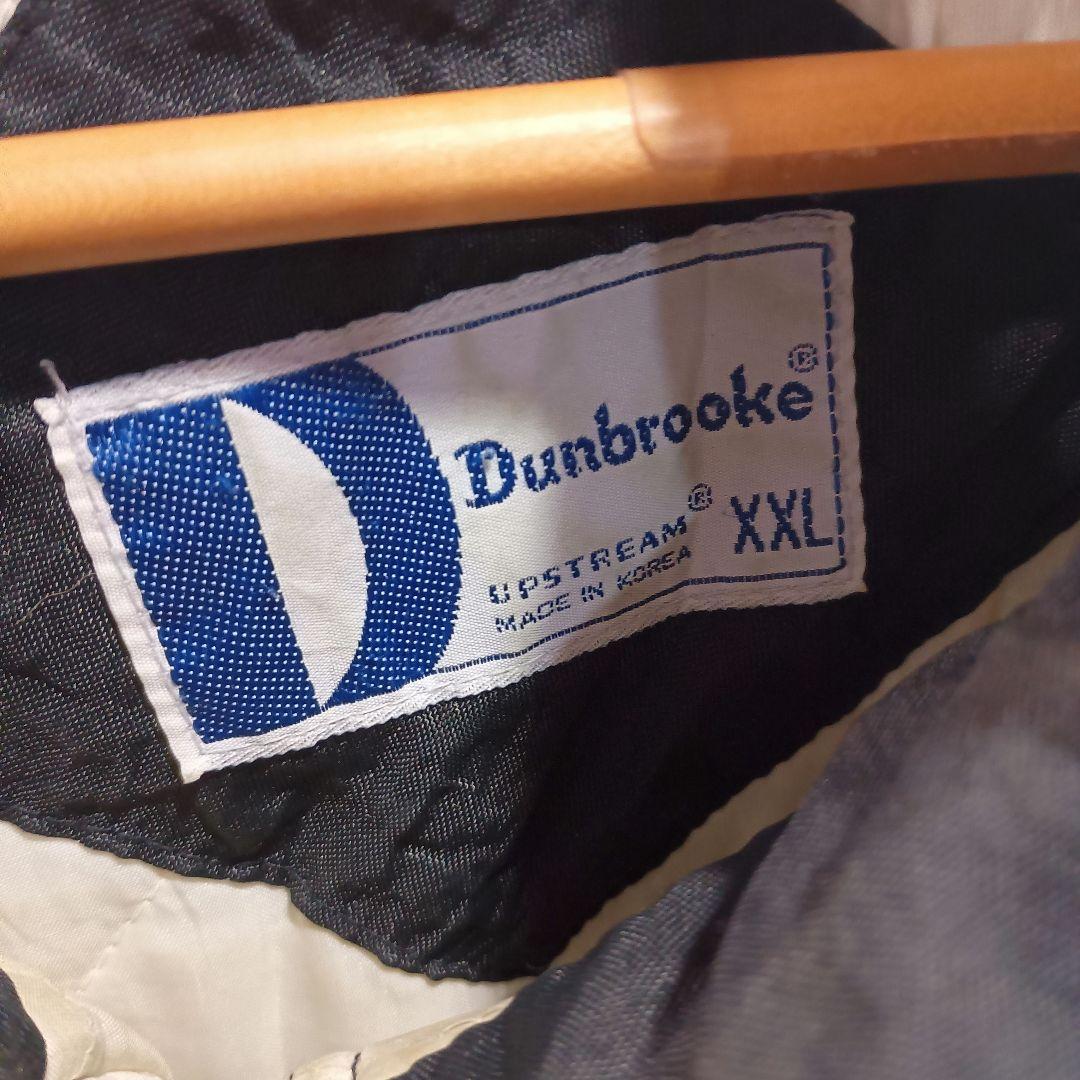 Dunbrooke®
UPSTREAM®
MADE IN KOREA
XXL